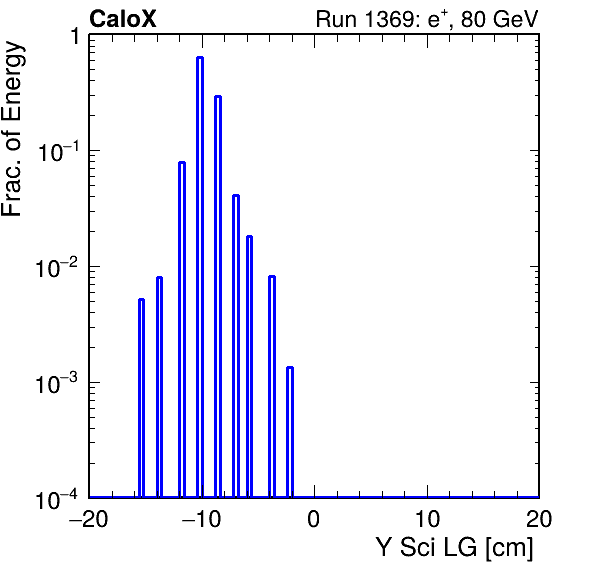 CaloX Run 1369: e⁺, 80 GeV
Frac. of Energy
1
10⁻¹
10⁻²
10⁻³
10⁻⁴
−20 −10 0 10 20
Y Sci LG [cm]